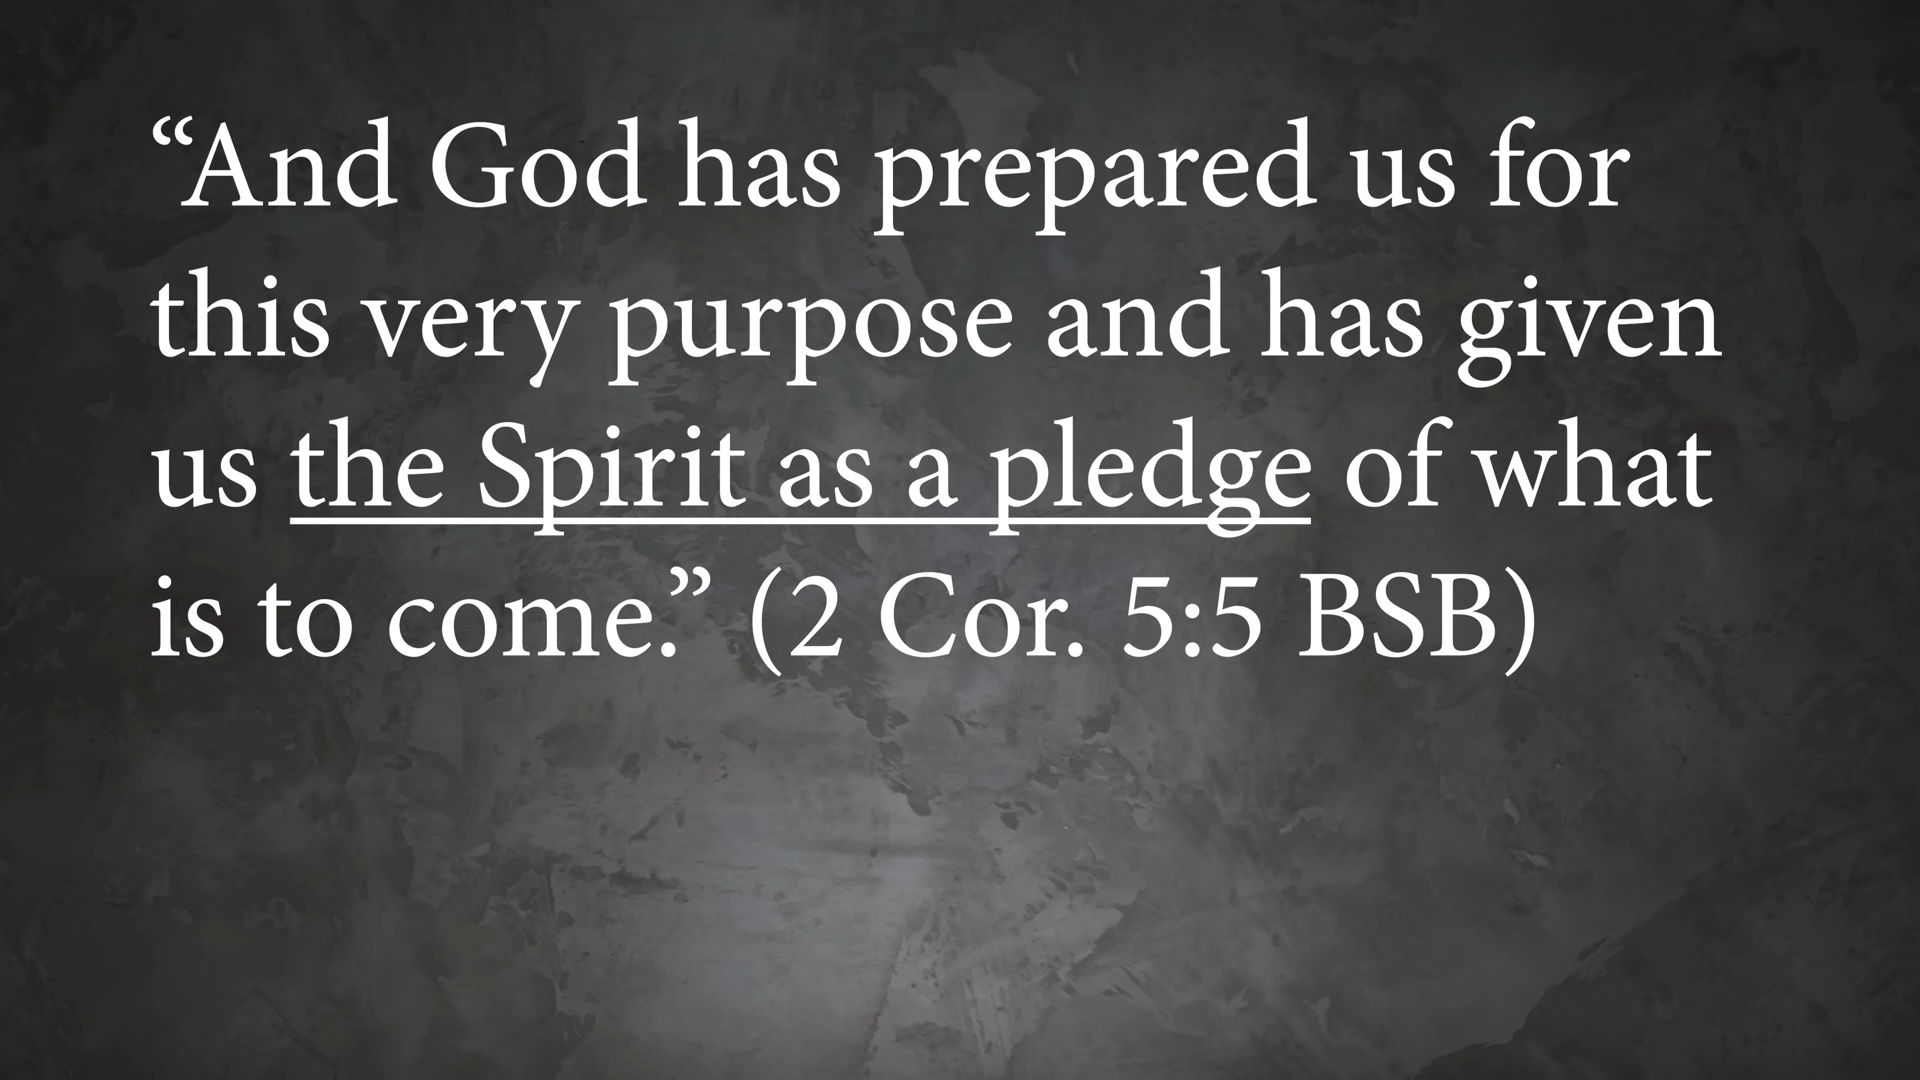 “And God has prepared us for
this very purpose and has given
us the Spirit as a pledge of what
is to come.” (2 Cor. 5:5 BSB)